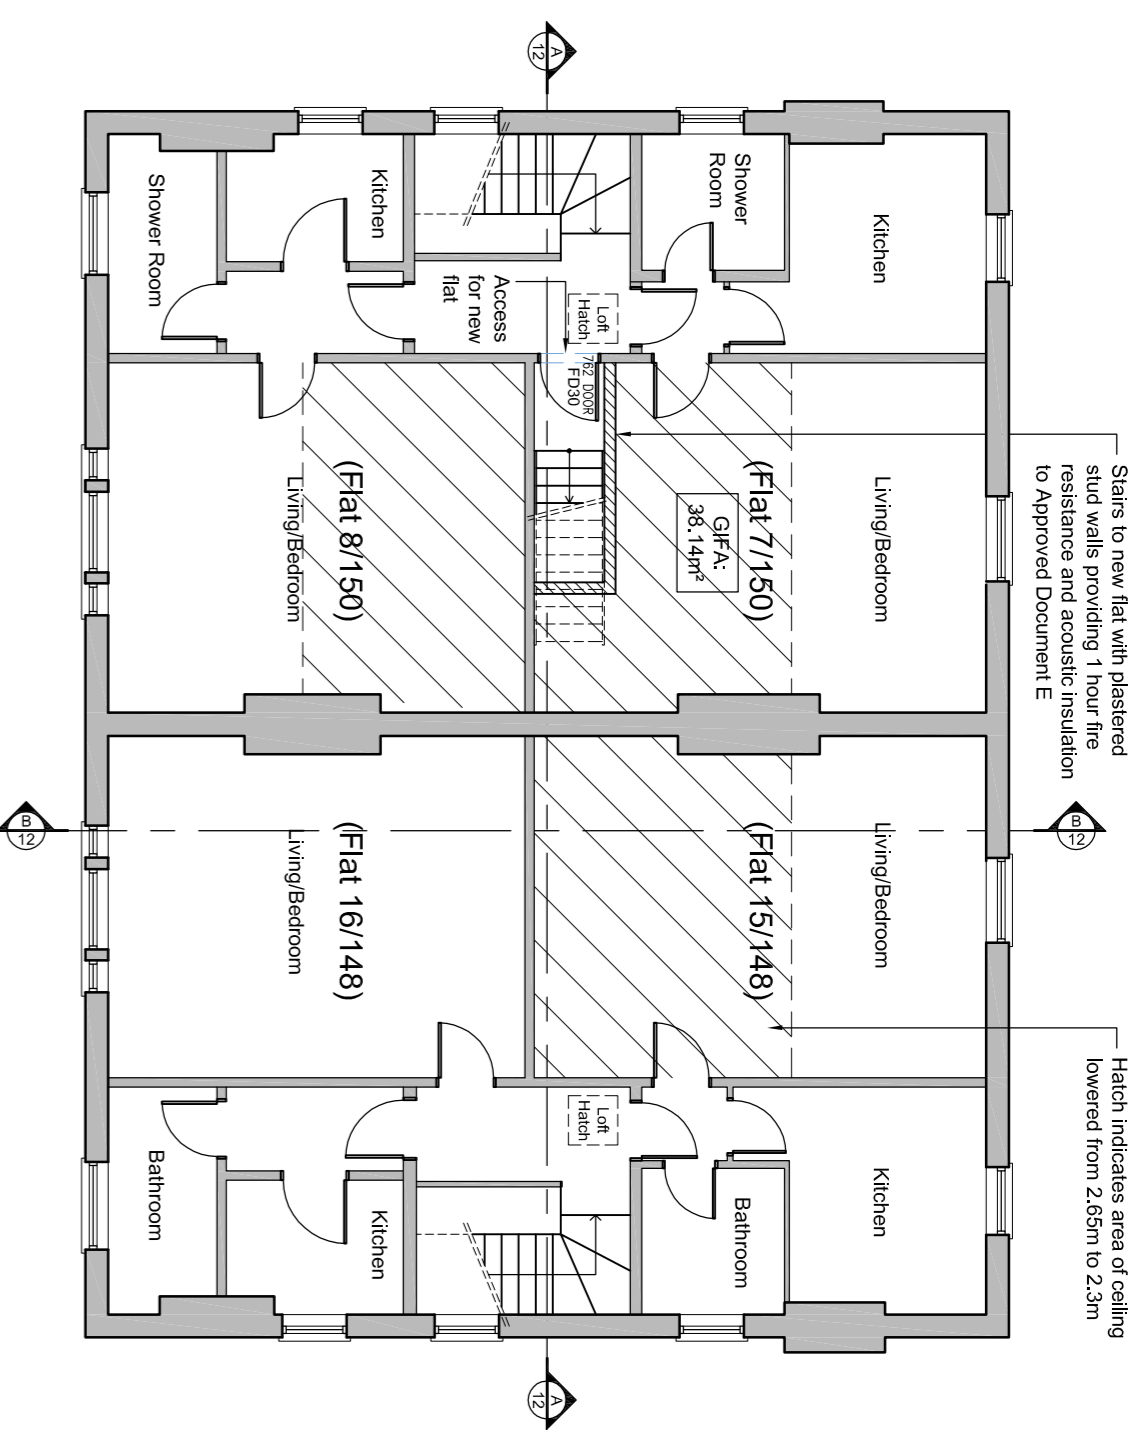 Stairs to new flat with plastered
stud walls providing 1 hour fire
resistance and acoustic insulation
to Approved Document E
Hatch indicates area of ceiling
lowered from 2.65m to 2.3m
B
12
Kitchen
Living/Bedroom
Living/Bedroom
Kitchen
Shower
Room
(Flat 7/150)
GIFA:
38.14m²
(Flat 15/148)
Bathroom
A
12
Loft
Hatch
762 DOOR
FD30
Loft
Hatch
A
12
Access
for new
flat
Kitchen
(Flat 8/150)
(Flat 16/148)
Kitchen
Living/Bedroom
Living/Bedroom
Shower Room
Bathroom
B
12